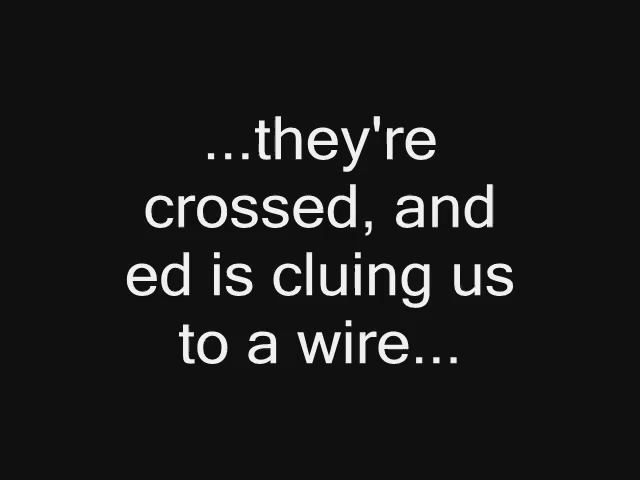 ...they're
crossed, and
ed is cluing us
to a wire...